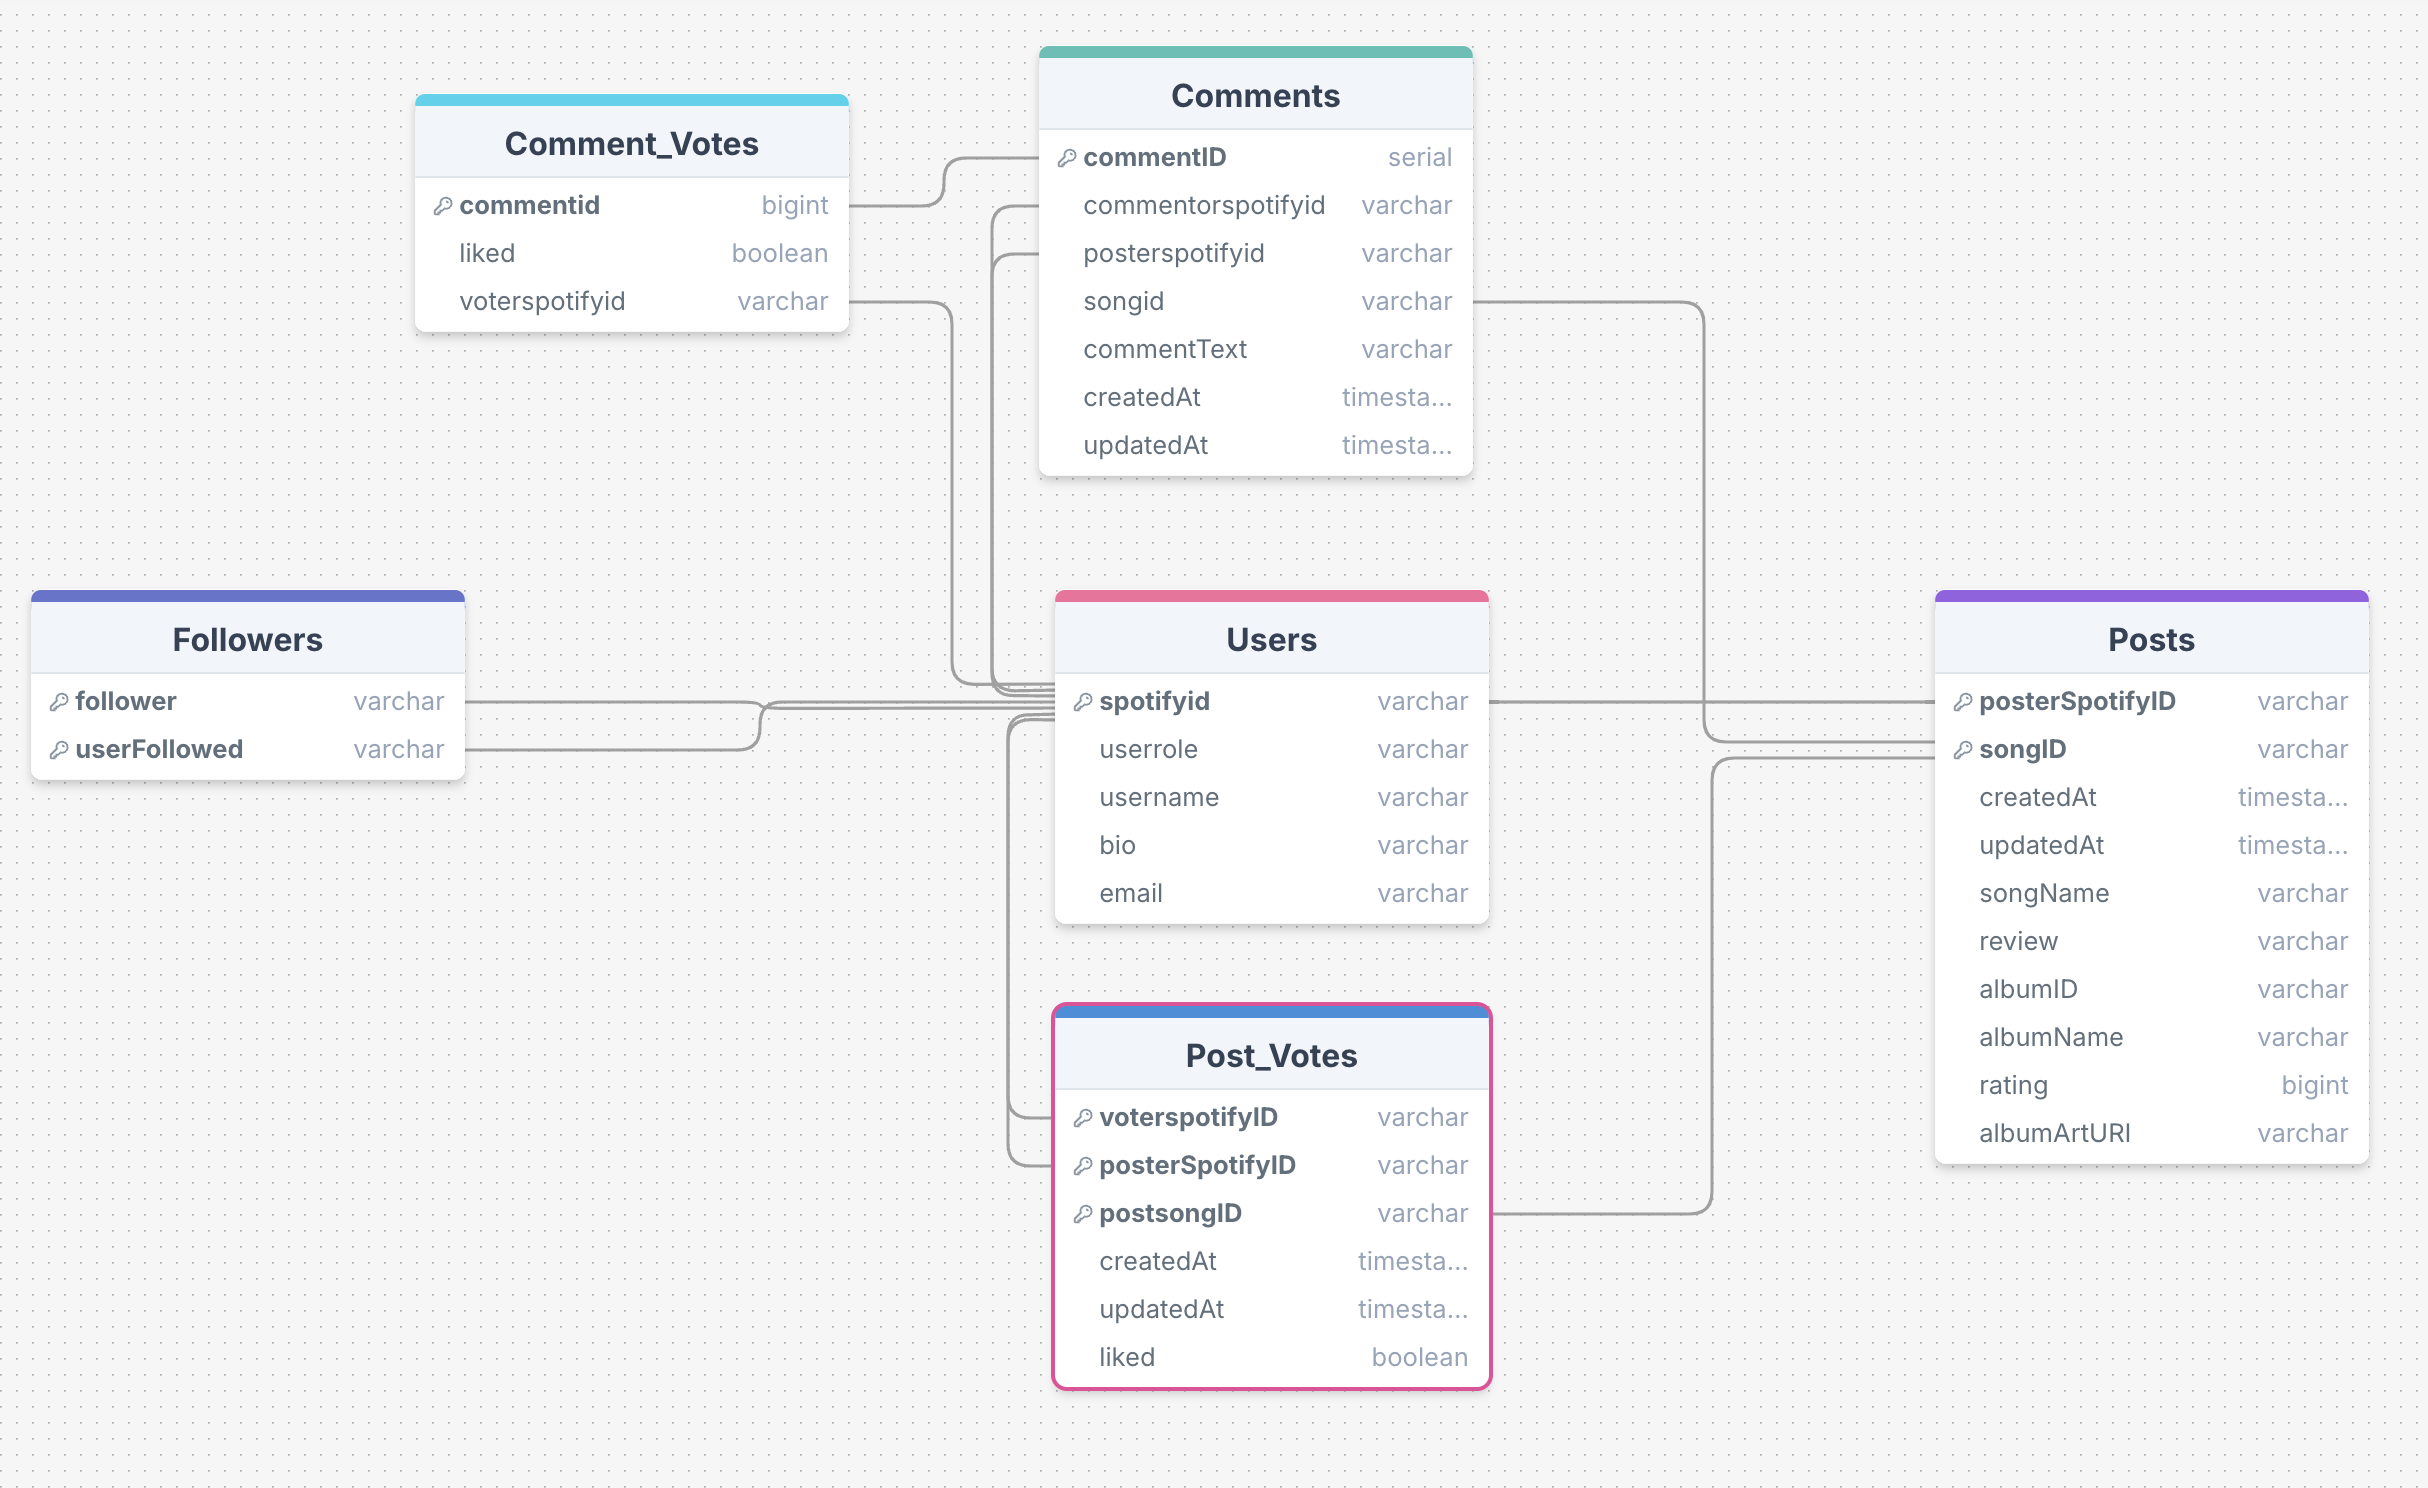 Comment_Votes
commentid bigint
liked boolean
voterspotifyid varchar
Comments
commentID serial
commentorspotifyid varchar
posterspotifyid varchar
songid varchar
commentText varchar
createdAt timesta...
updatedAt timesta...
Followers
follower varchar
userFollowed varchar
Users
spotifyid varchar
userrole varchar
username varchar
bio varchar
email varchar
Posts
posterSpotifyID varchar
songID varchar
createdAt timesta...
updatedAt timesta...
songName varchar
review varchar
albumID varchar
albumName varchar
rating bigint
albumArtURI varchar
Post_Votes
voterspotifyID varchar
posterSpotifyID varchar
postsongID varchar
createdAt timesta...
updatedAt timesta...
liked boolean